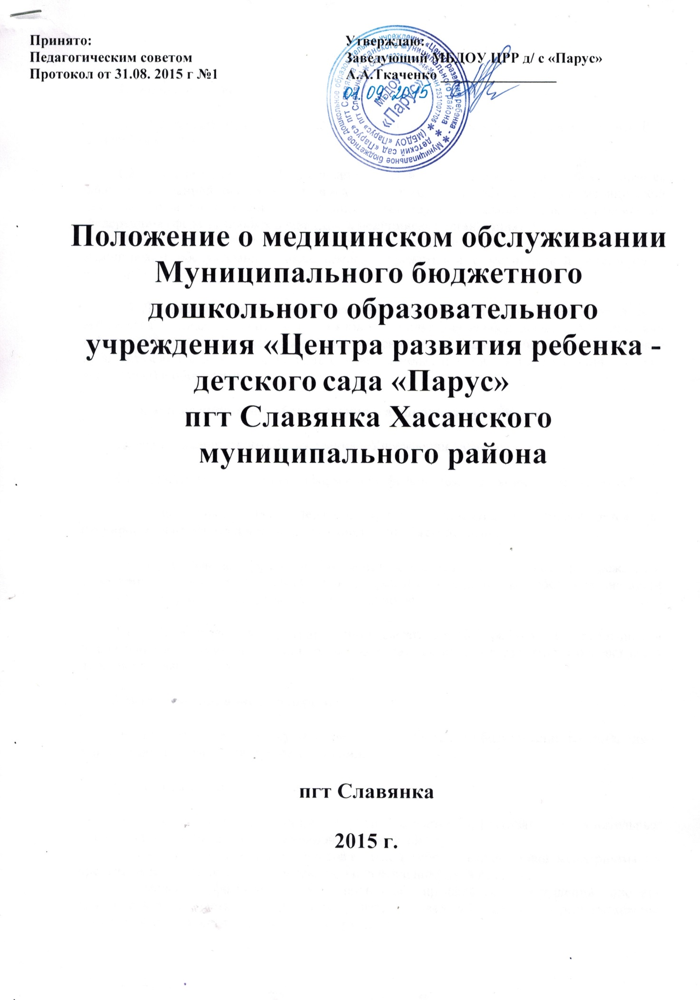 Принято:
Педагогическим советом
Протокол от 31.08. 2015 г №1
Утверждаю:
Заведующий МБДОУ ЦРР д/ с «Парус»
А.А.Ткаченко
01.09.2015
МБДОУ
«Парус»
Муниципальное бюджетное дошкольное образовательное учреждение «Центр развития ребенка -
детский сад «Парус» пгт Славянка Хасанского муниципального района
(МБДОУ «Парус» пгт Славянка)
ИНН 2531007706
Положение о медицинском обслуживании
Муниципального бюджетного
дошкольного образовательного
учреждения «Центра развития ребенка -
детского сада «Парус»
пгт Славянка Хасанского
муниципального района
пгт Славянка
2015 г.